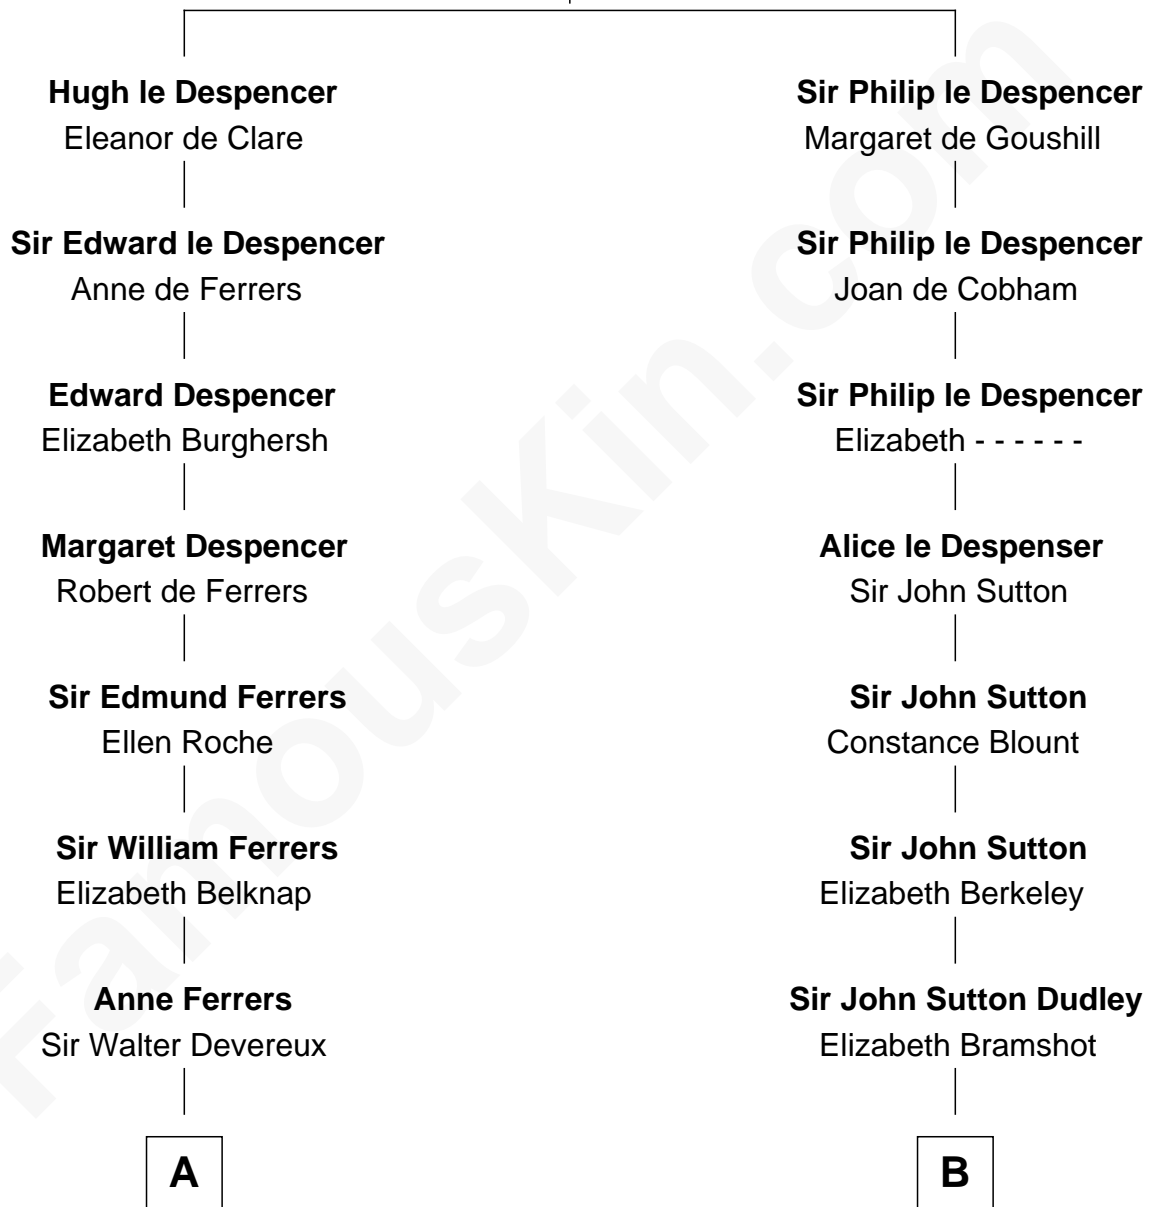 Hugh le Despencer
Eleanor de Clare
Sir Edward le Despencer
Anne de Ferrers
Edward Despencer
Elizabeth Burghersh
Margaret Despencer
Robert de Ferrers
Sir Edmund Ferrers
Ellen Roche
Sir William Ferrers
Elizabeth Belknap
Anne Ferrers
Sir Walter Devereux
A
Sir Philip le Despencer
Margaret de Goushill
Sir Philip le Despencer
Joan de Cobham
Sir Philip le Despencer
Elizabeth - - - - - -
Alice le Despenser
Sir John Sutton
Sir John Sutton
Constance Blount
Sir John Sutton
Elizabeth Berkeley
Sir John Sutton Dudley
Elizabeth Bramshot
B
FamousKin.com